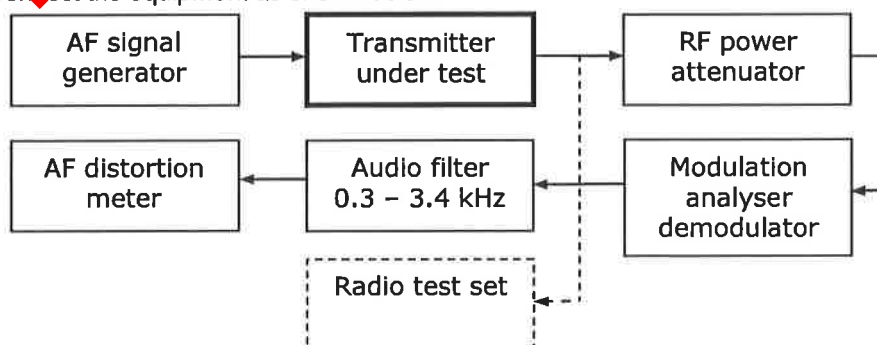 AF signal
generator
Transmitter
under test
RF power
attenuator
AF distortion
meter
Audio filter
0.3 – 3.4 kHz
Modulation
analyser
demodulator
Radio test set